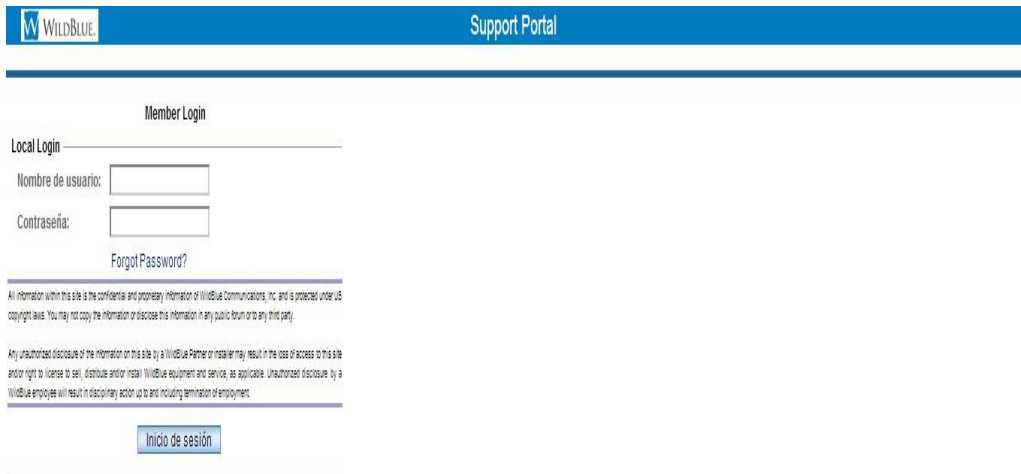 WILDBLUE.
Support Portal
Member Login
Local Login
Nombre de usuario:
Contraseña:
Forgot Password?
All information within this site is the confidential and proprietary information of WildBlue Communications, Inc. and is protected under US
copyright laws. You may not copy the information or disclose this information in any public forum or to any third party.
Any unauthorized disclosure of the information on this site by a WildBlue Partner or installer may result in the loss of access to this site
and/or right to license to sell, distribute and/or install WildBlue equipment and service, as applicable. Unauthorized disclosure by a
WildBlue employee will result in disciplinary action up to and including termination of employment.
Inicio de sesión